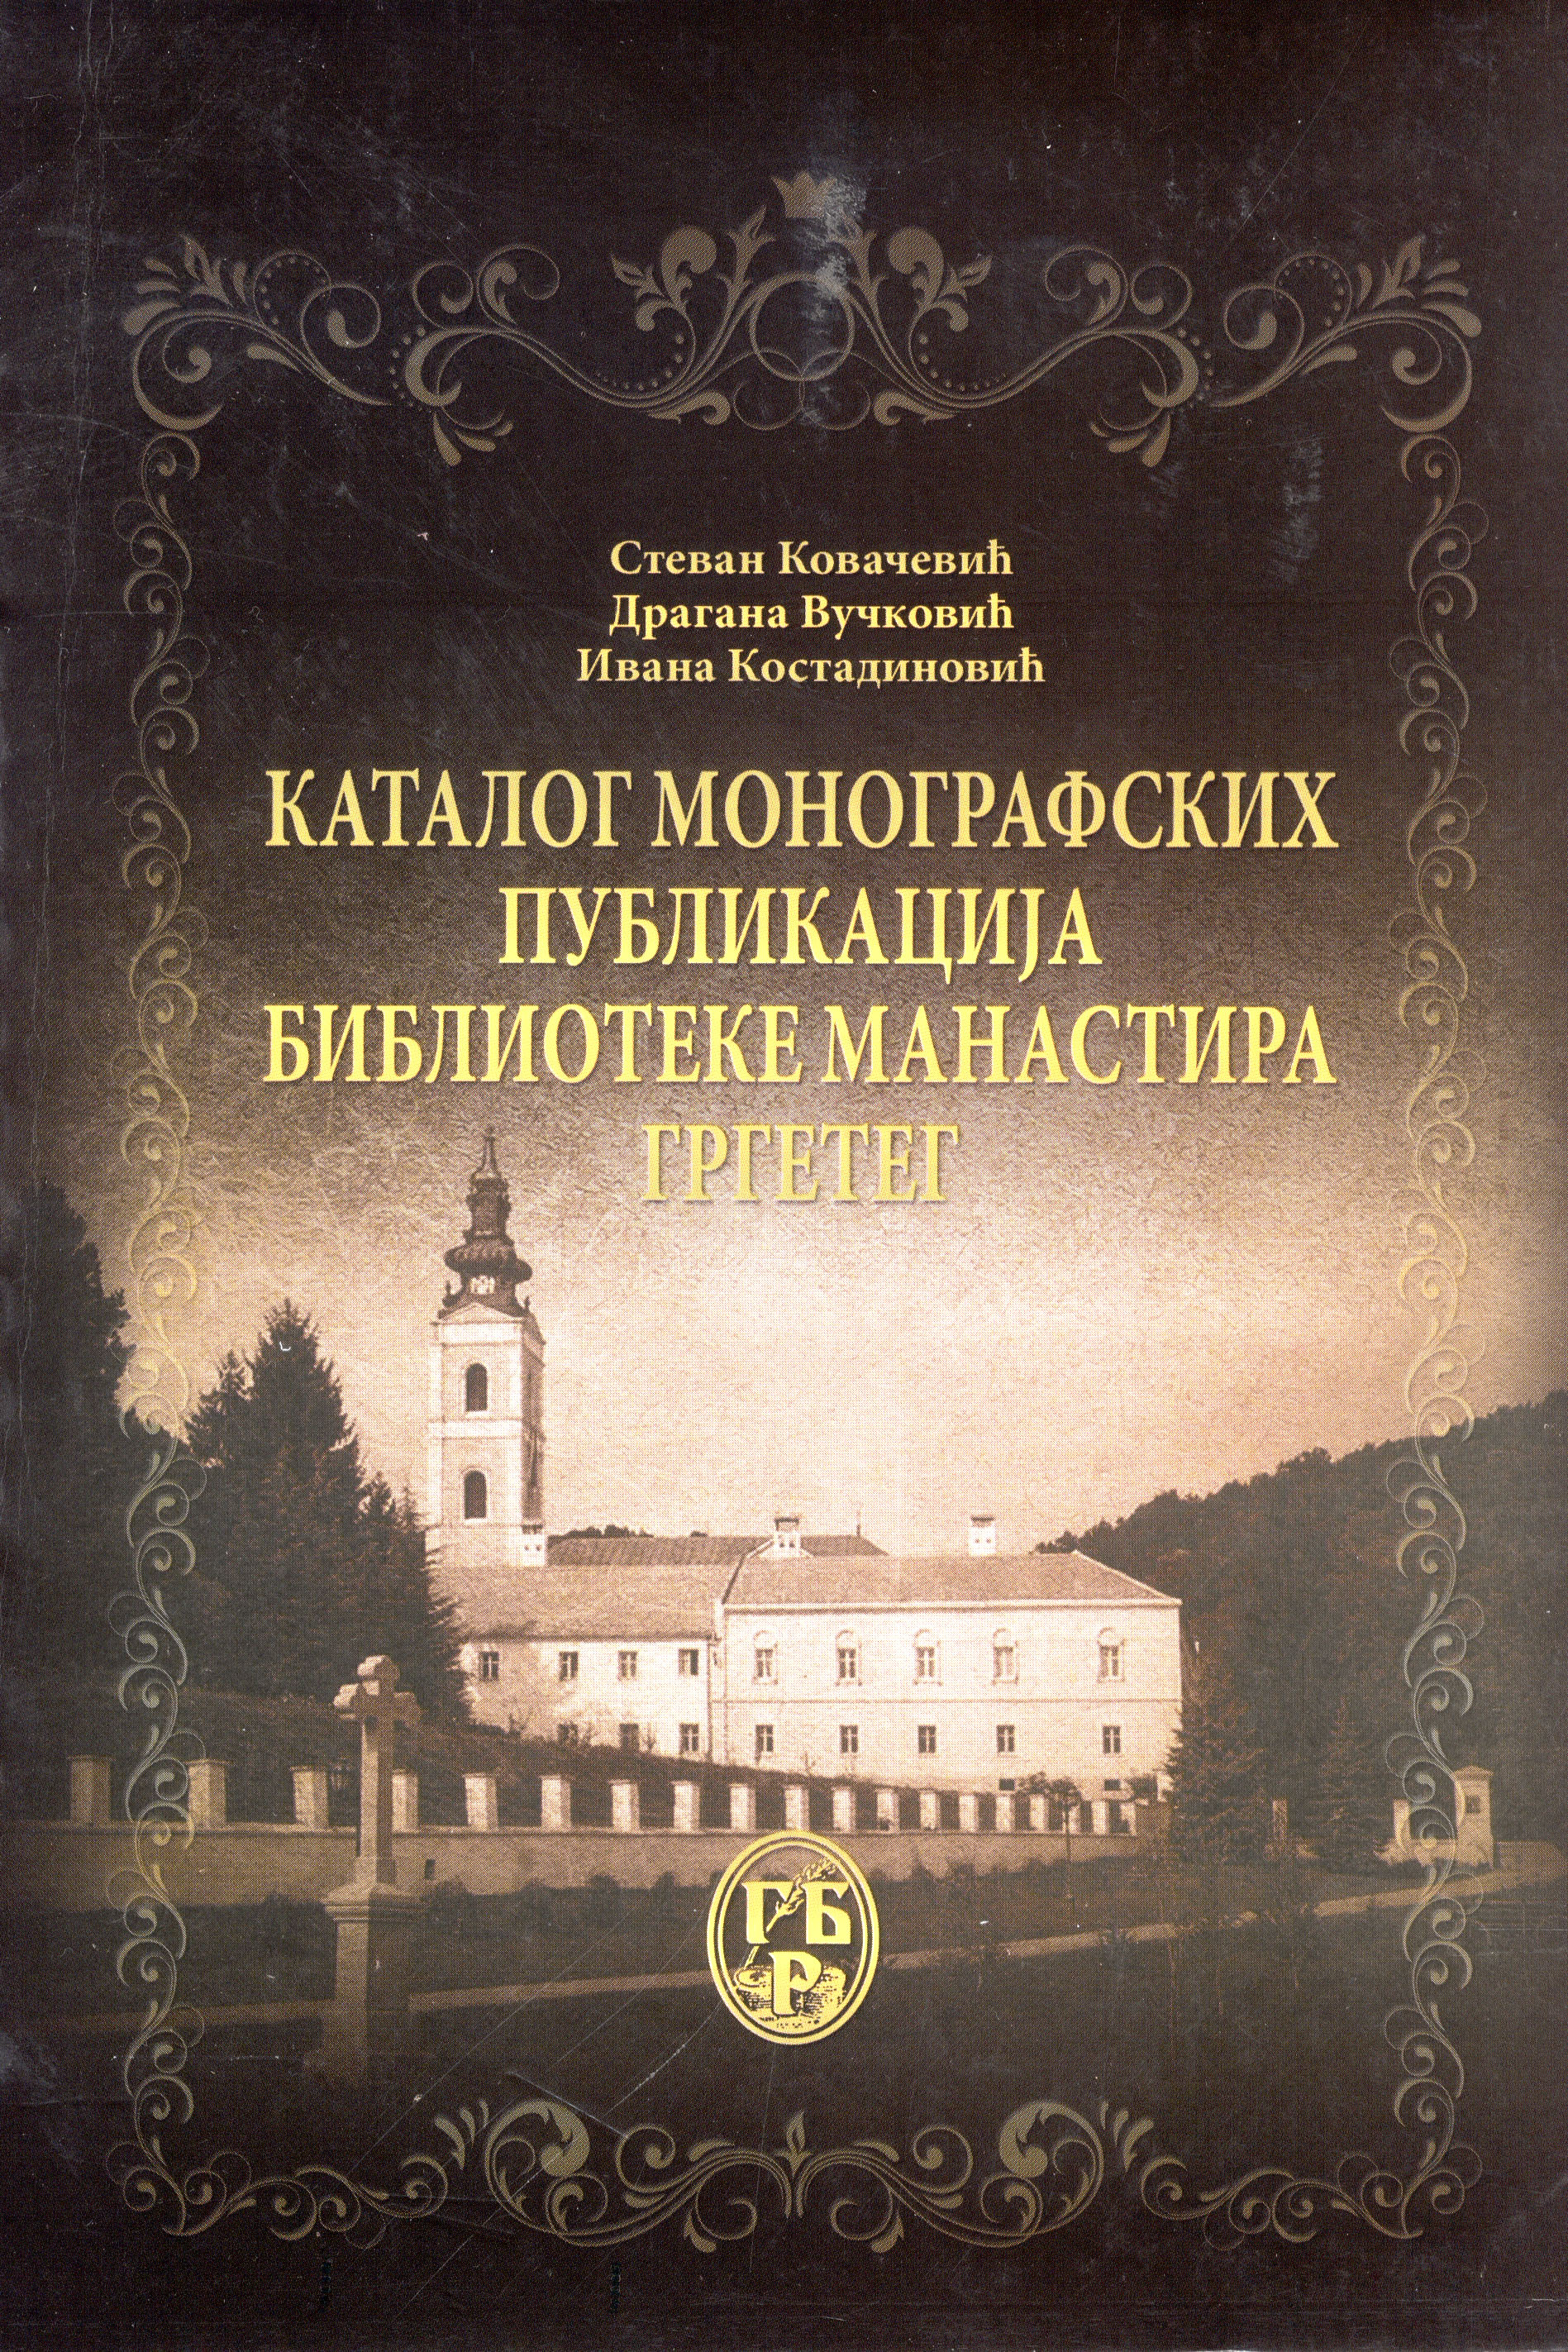 Стеван Ковачевић
Драгана Вучковић
Ивана Костадиновић
КАТАЛОГ МОНОГРАФСКИХ
ПУБЛИКАЦИЈА
БИБЛИОТЕКЕ МАНАСТИРА
ГРГЕТЕГ
ГБ
Р